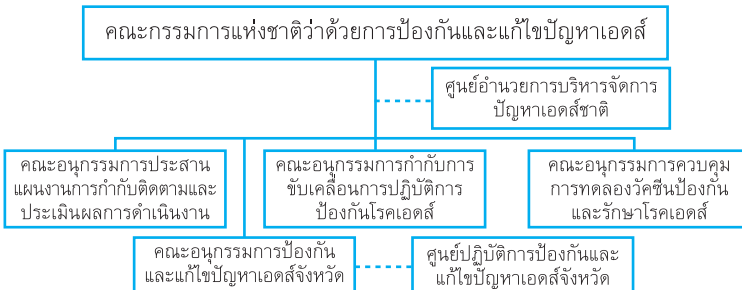 คณะกรรมการแห่งชาติว่าด้วยการป้องกันและแก้ไขปัญหาเอดส์
ศูนย์อำนวยการบริหารจัดการ
ปัญหาเอดส์ชาติ
คณะอนุกรรมการประสาน
แผนงานการกำกับติดตามและ
ประเมินผลการดำเนินงาน
คณะอนุกรรมการกำกับการ
ขับเคลื่อนการปฏิบัติการ
ป้องกันโรคเอดส์
คณะอนุกรรมการควบคุม
การทดลองวัคซีนป้องกัน
และรักษาโรคเอดส์
คณะอนุกรรมการป้องกัน
และแก้ไขปัญหาเอดส์จังหวัด
ศูนย์ปฏิบัติการป้องกันและ
แก้ไขปัญหาเอดส์จังหวัด